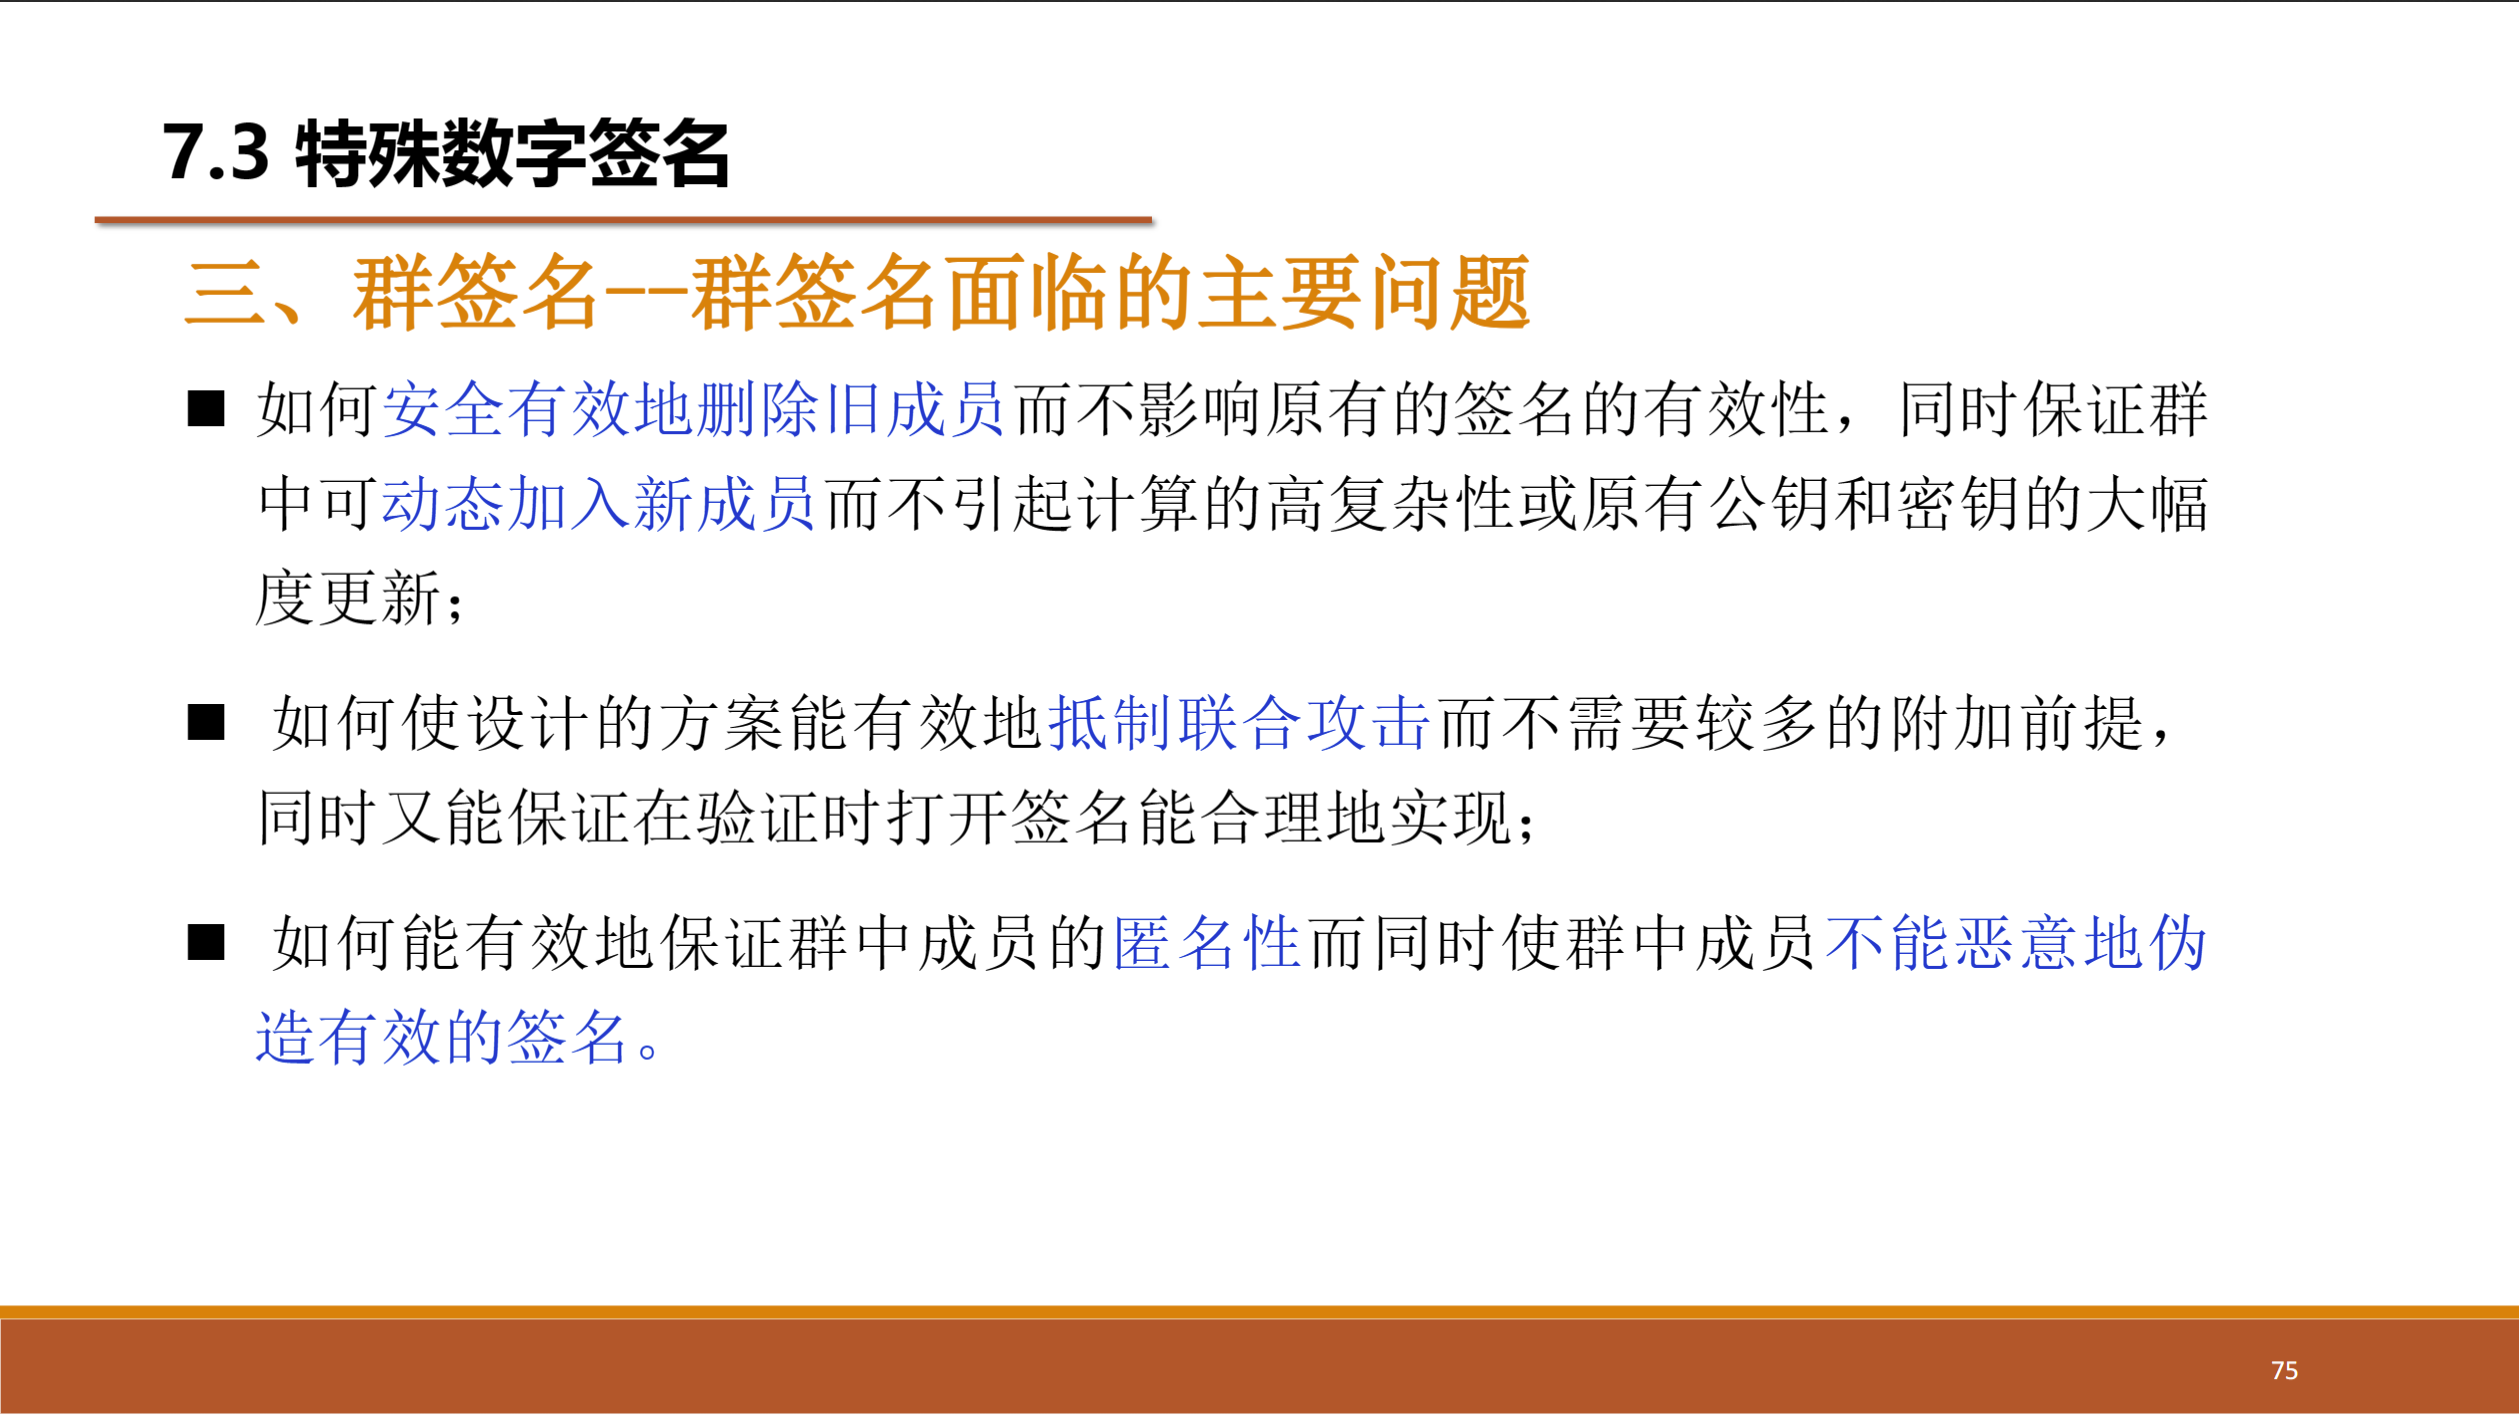 7.3 特殊数字签名
三、群签名--群签名面临的主要问题
■ 如何安全有效地删除旧成员而不影响原有的签名的有效性，同时保证群
中可动态加入新成员而不引起计算的高复杂性或原有公钥和密钥的大幅
度更新；
■ 如何使设计的方案能有效地抵制联合攻击而不需要较多的附加前提，
同时又能保证在验证时打开签名能合理地实现；
■ 如何能有效地保证群中成员的匿名性而同时使群中成员不能恶意地伪
造有效的签名。
75